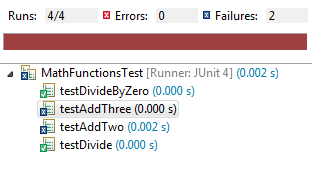 Runs: 4/4 Errors: 0 Failures: 2
MathFunctionsTest [Runner: JUnit 4] (0.002 s)
testDivideByZero (0.000 s)
testAddThree (0.000 s)
testAddTwo (0.002 s)
testDivide (0.000 s)